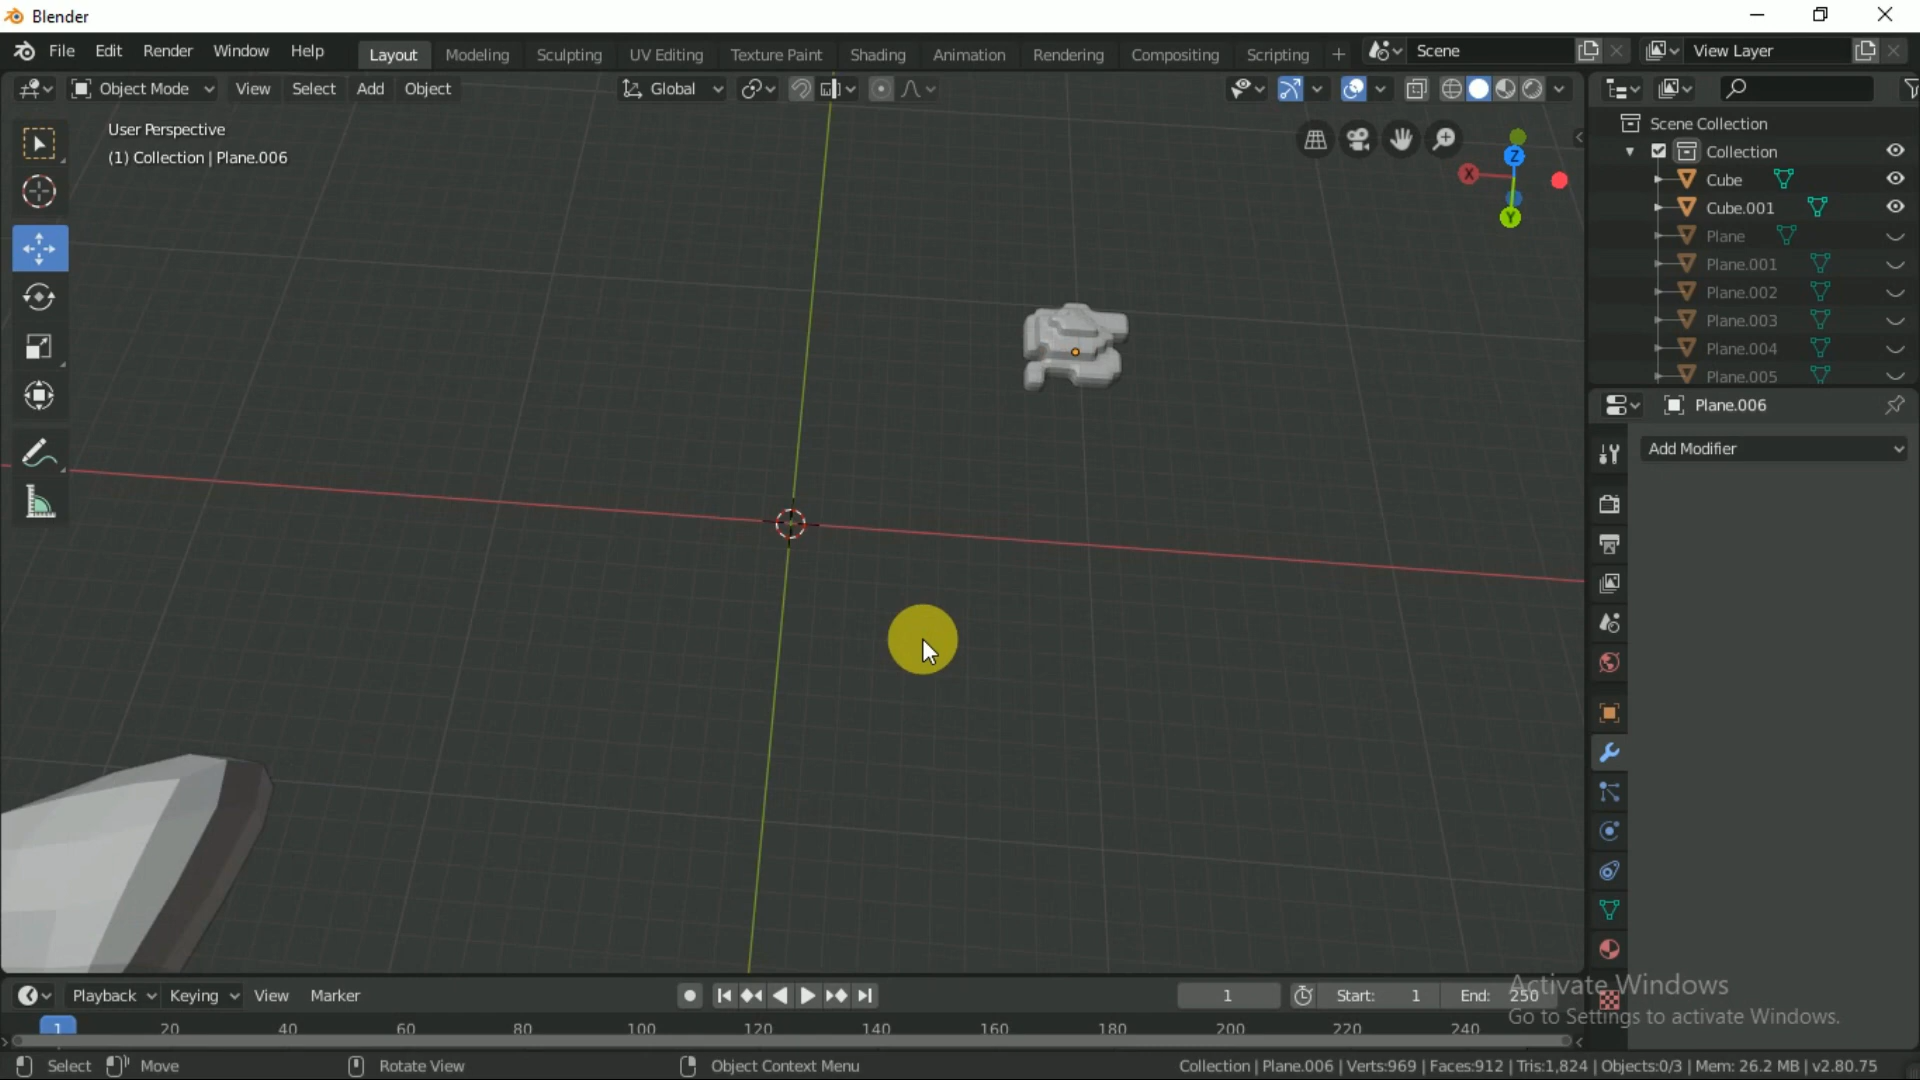 Blender
File Edit Render Window Help Layout Modeling Sculpting UV Editing Texture Paint Shading Animation Rendering Compositing Scripting + Scene View Layer
Object Mode View Select Add Object Global
User Perspective
(1) Collection | Plane.006
X
Z
Y
Scene Collection
Collection
Cube
Cube.001
Plane
Plane.001
Plane.002
Plane.003
Plane.004
Plane.005
Plane.006
Add Modifier
Activate Windows
Go to Settings to activate Windows.
Playback Keying View Marker 1 Start: 1 End: 250
1 20 40 60 80 100 120 140 160 180 200 220 240
Select Move Rotate View Object Context Menu Collection | Plane.006 | Verts:969 | Faces:912 | Tris:1,824 | Objects:0/3 | Mem: 26.2 MB | v2.80.75